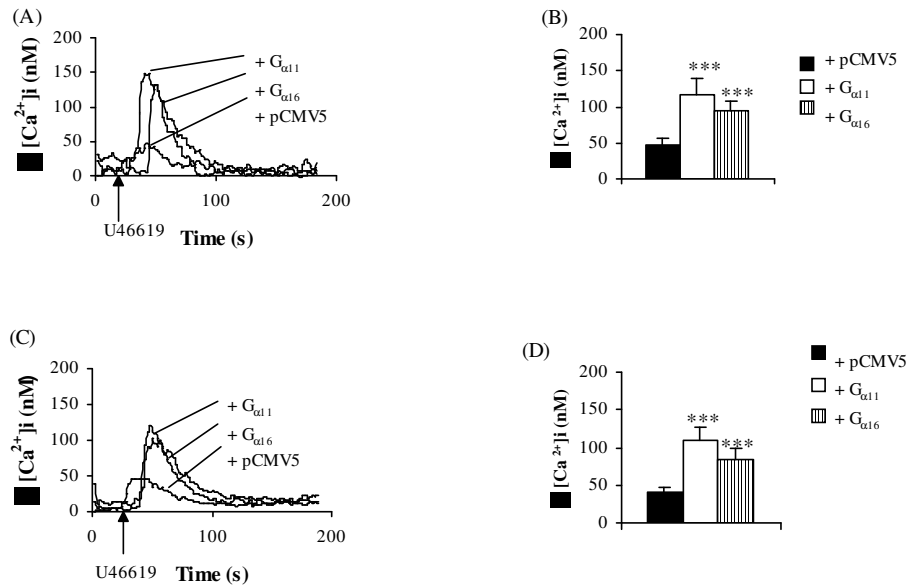 (A)
[Ca²⁺]i (nM)
200
150
100
50
0
+ Gα11
+ Gα16
+ pCMV5
0
100
200
U46619
Time (s)
(B)
[Ca²⁺]i (nM)
200
150
100
50
0
***
***
+ pCMV5
+ Gα11
+ Gα16
(C)
[Ca²⁺]i (nM)
200
150
100
50
0
+ Gα11
+ Gα16
+ pCMV5
0
100
200
U46619
Time (s)
(D)
[Ca²⁺]i (nM)
200
150
100
50
0
***
***
+ pCMV5
+ Gα11
+ Gα16